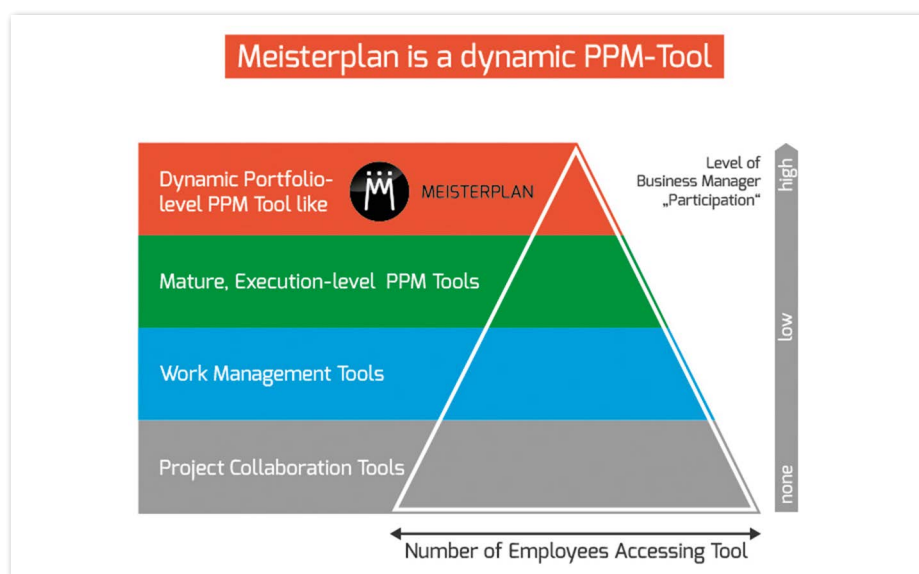 Meisterplan is a dynamic PPM-Tool
Dynamic Portfolio-
level PPM Tool like
MEISTERPLAN
Level of
Business Manager
„Participation“
high
Mature, Execution-level PPM Tools
low
Work Management Tools
Project Collaboration Tools
none
Number of Employees Accessing Tool